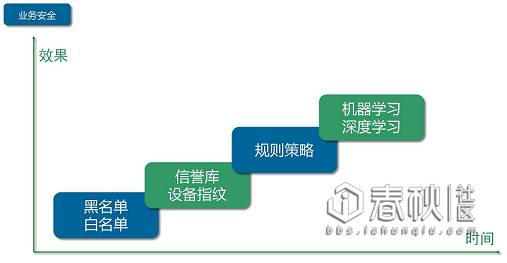 业务安全
效果
机器学习
深度学习
规则策略
信誉库
设备指纹
黑名单
白名单
春秋社区
bbs.ichunqiu.com
时间